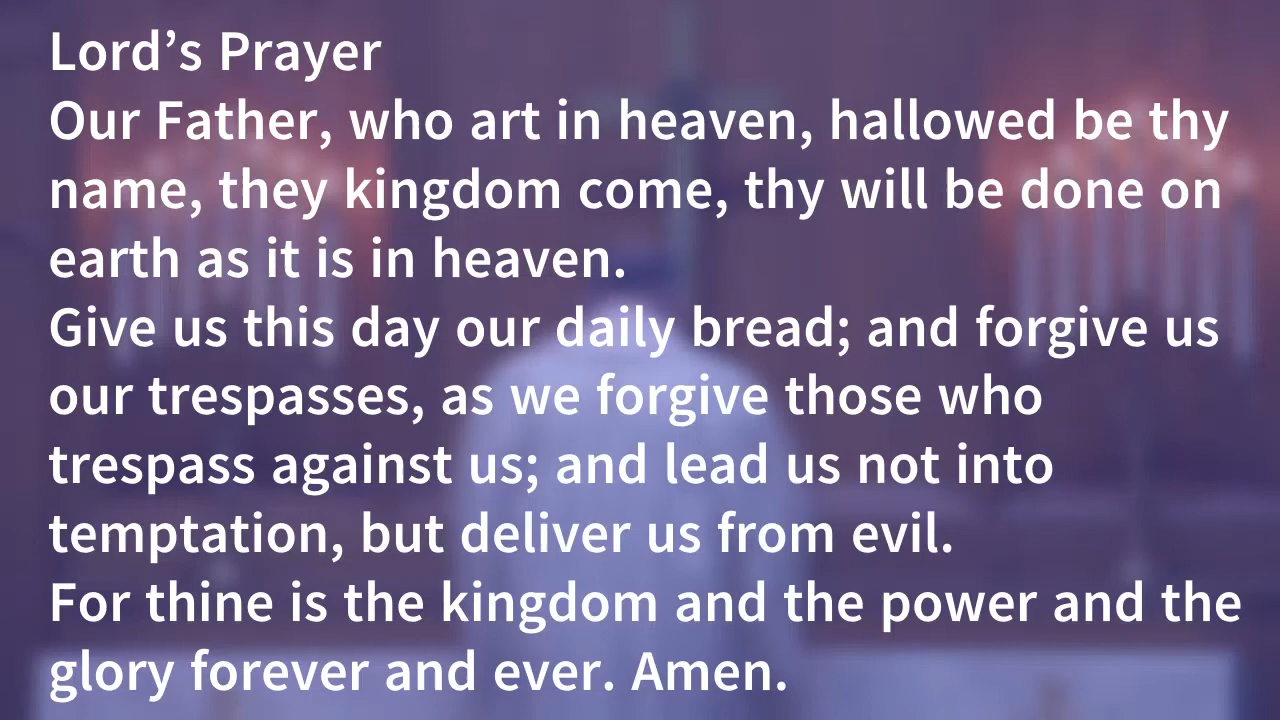 Lord’s Prayer
Our Father, who art in heaven, hallowed be thy
name, they kingdom come, thy will be done on
earth as it is in heaven.
Give us this day our daily bread; and forgive us
our trespasses, as we forgive those who
trespass against us; and lead us not into
temptation, but deliver us from evil.
For thine is the kingdom and the power and the
glory forever and ever. Amen.